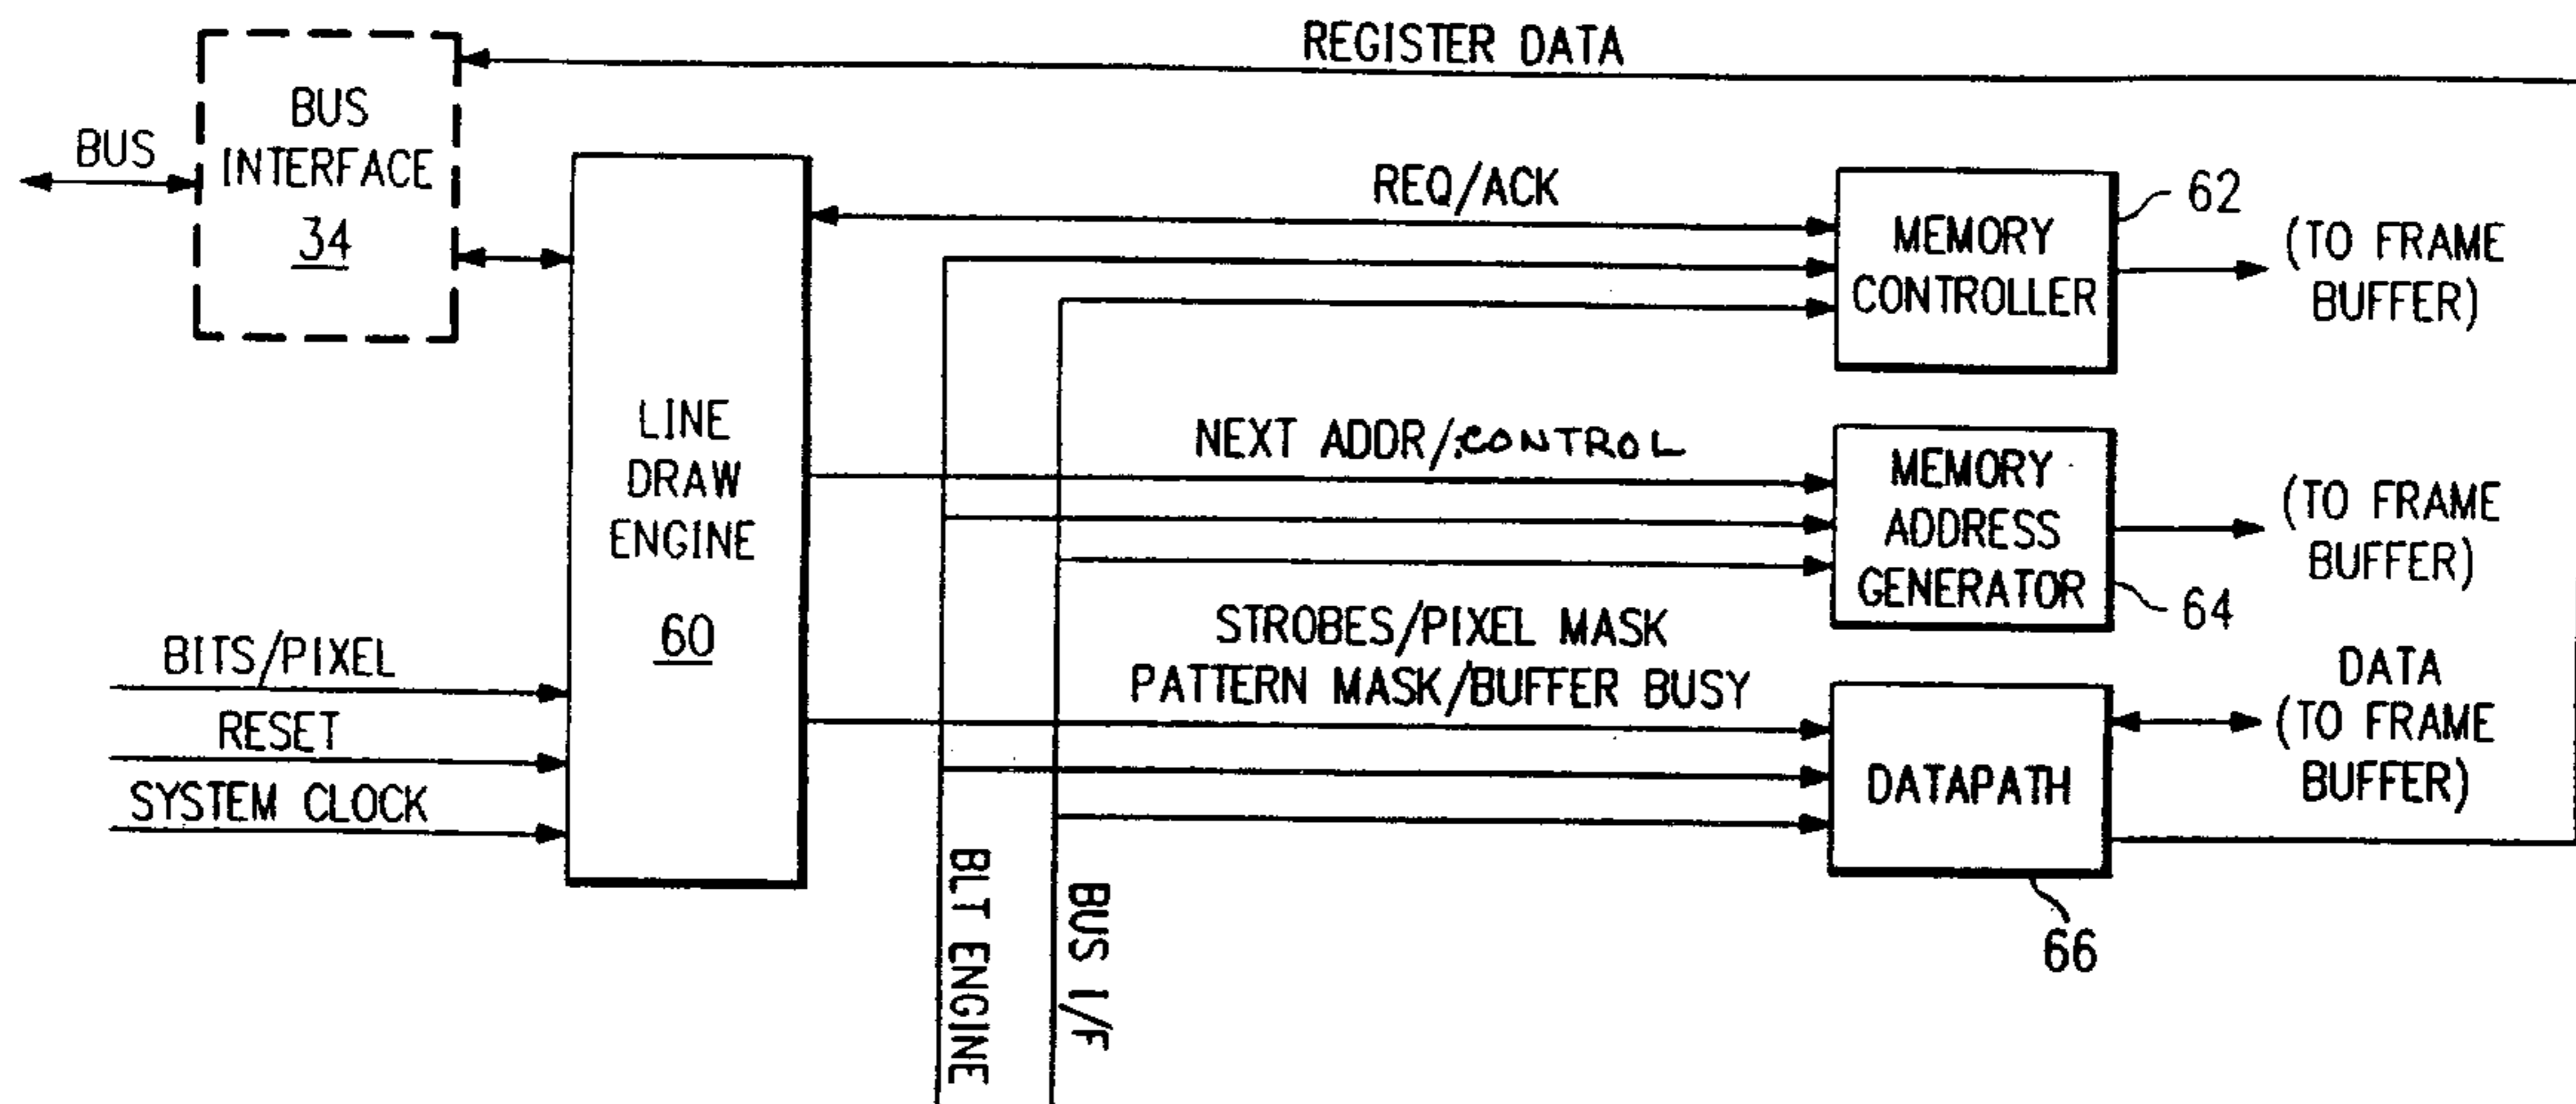 REGISTER DATA
BUS
BUS
INTERFACE
34
REQ/ACK
MEMORY
CONTROLLER
62
(TO FRAME
BUFFER)
LINE
DRAW
ENGINE
60
NEXT ADDR/CONTROL
MEMORY
ADDRESS
GENERATOR
64
(TO FRAME
BUFFER)
BITS/PIXEL
RESET
SYSTEM CLOCK
STROBES/PIXEL MASK
PATTERN MASK/BUFFER BUSY
DATAPATH
66
DATA
(TO FRAME
BUFFER)
BLT ENGINE
BUS I/F